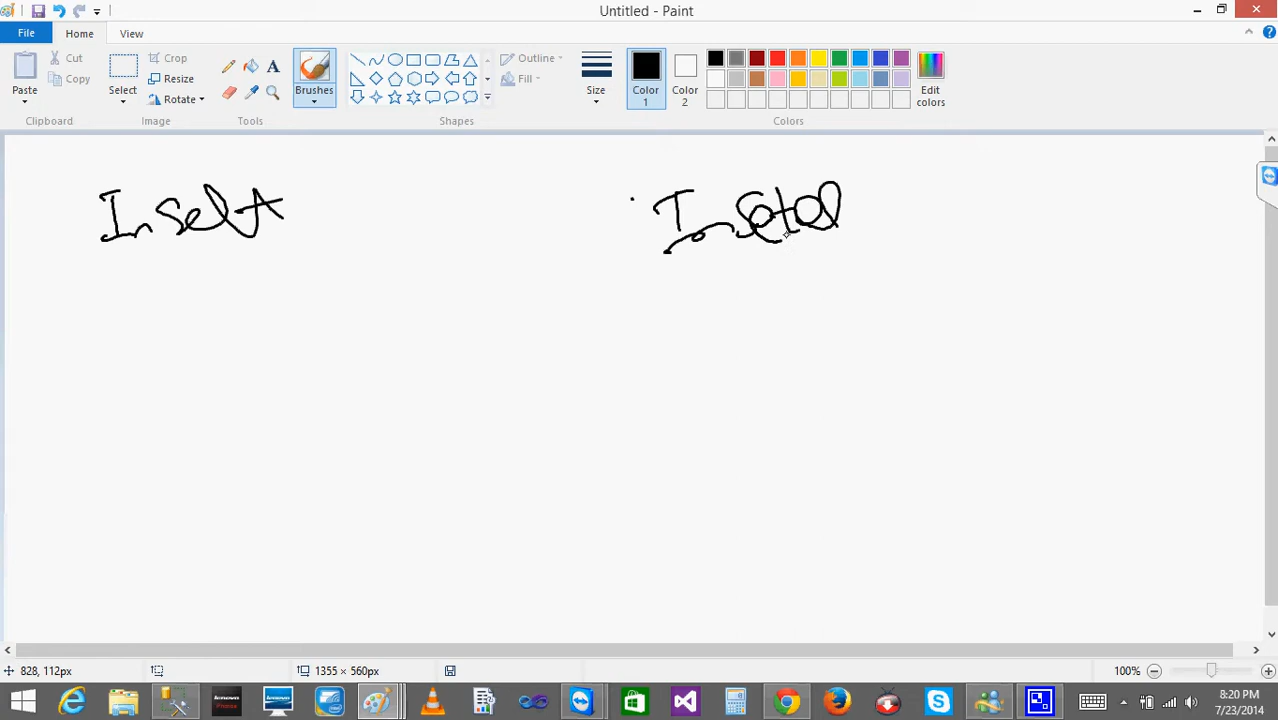 Untitled - Paint
File Home View
Paste
Cut
Copy
Clipboard
Select
Crop
Resize
Rotate
Image
Tools
Brushes
Outline
Fill
Shapes
Size
Color 1
Color 2
Edit colors
Colors
828, 112px
1355 × 560px
100%
8:20 PM
7/23/2014